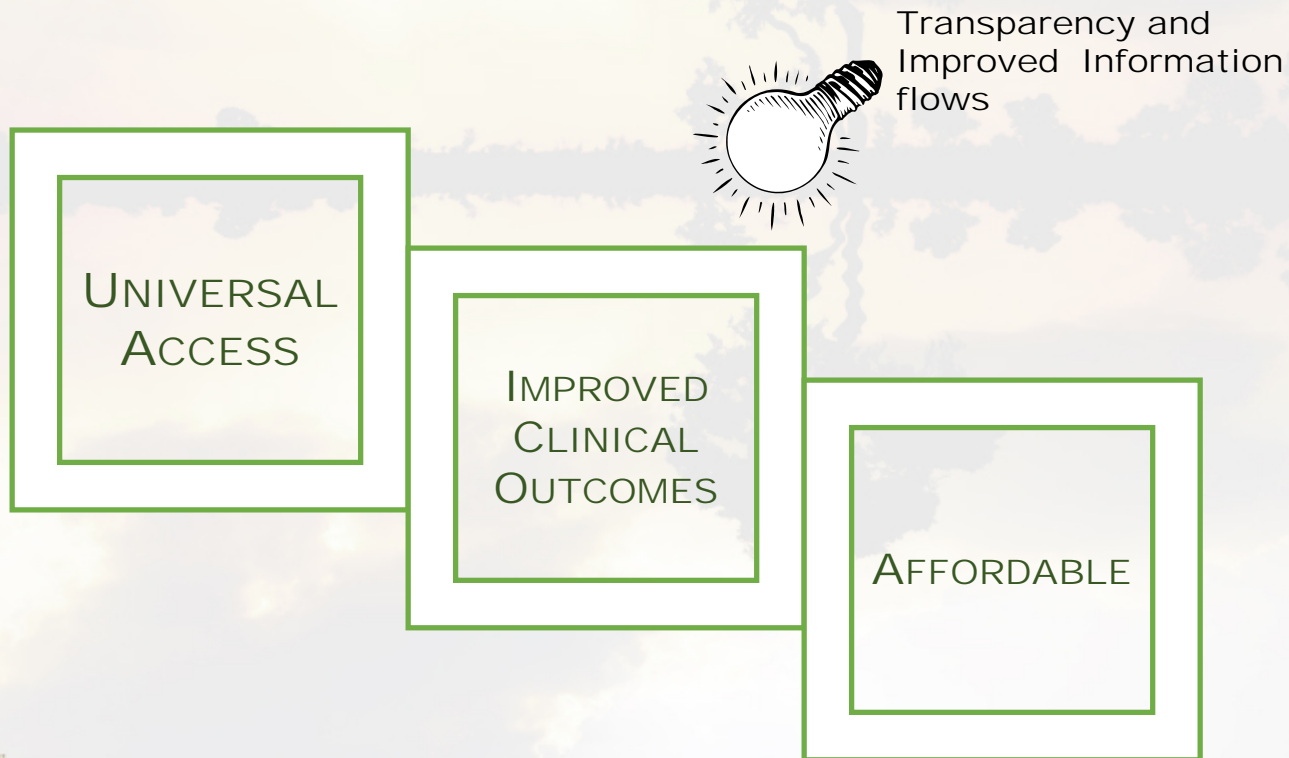 Transparency and
Improved Information
flows
UNIVERSAL
ACCESS
IMPROVED
CLINICAL
OUTCOMES
AFFORDABLE